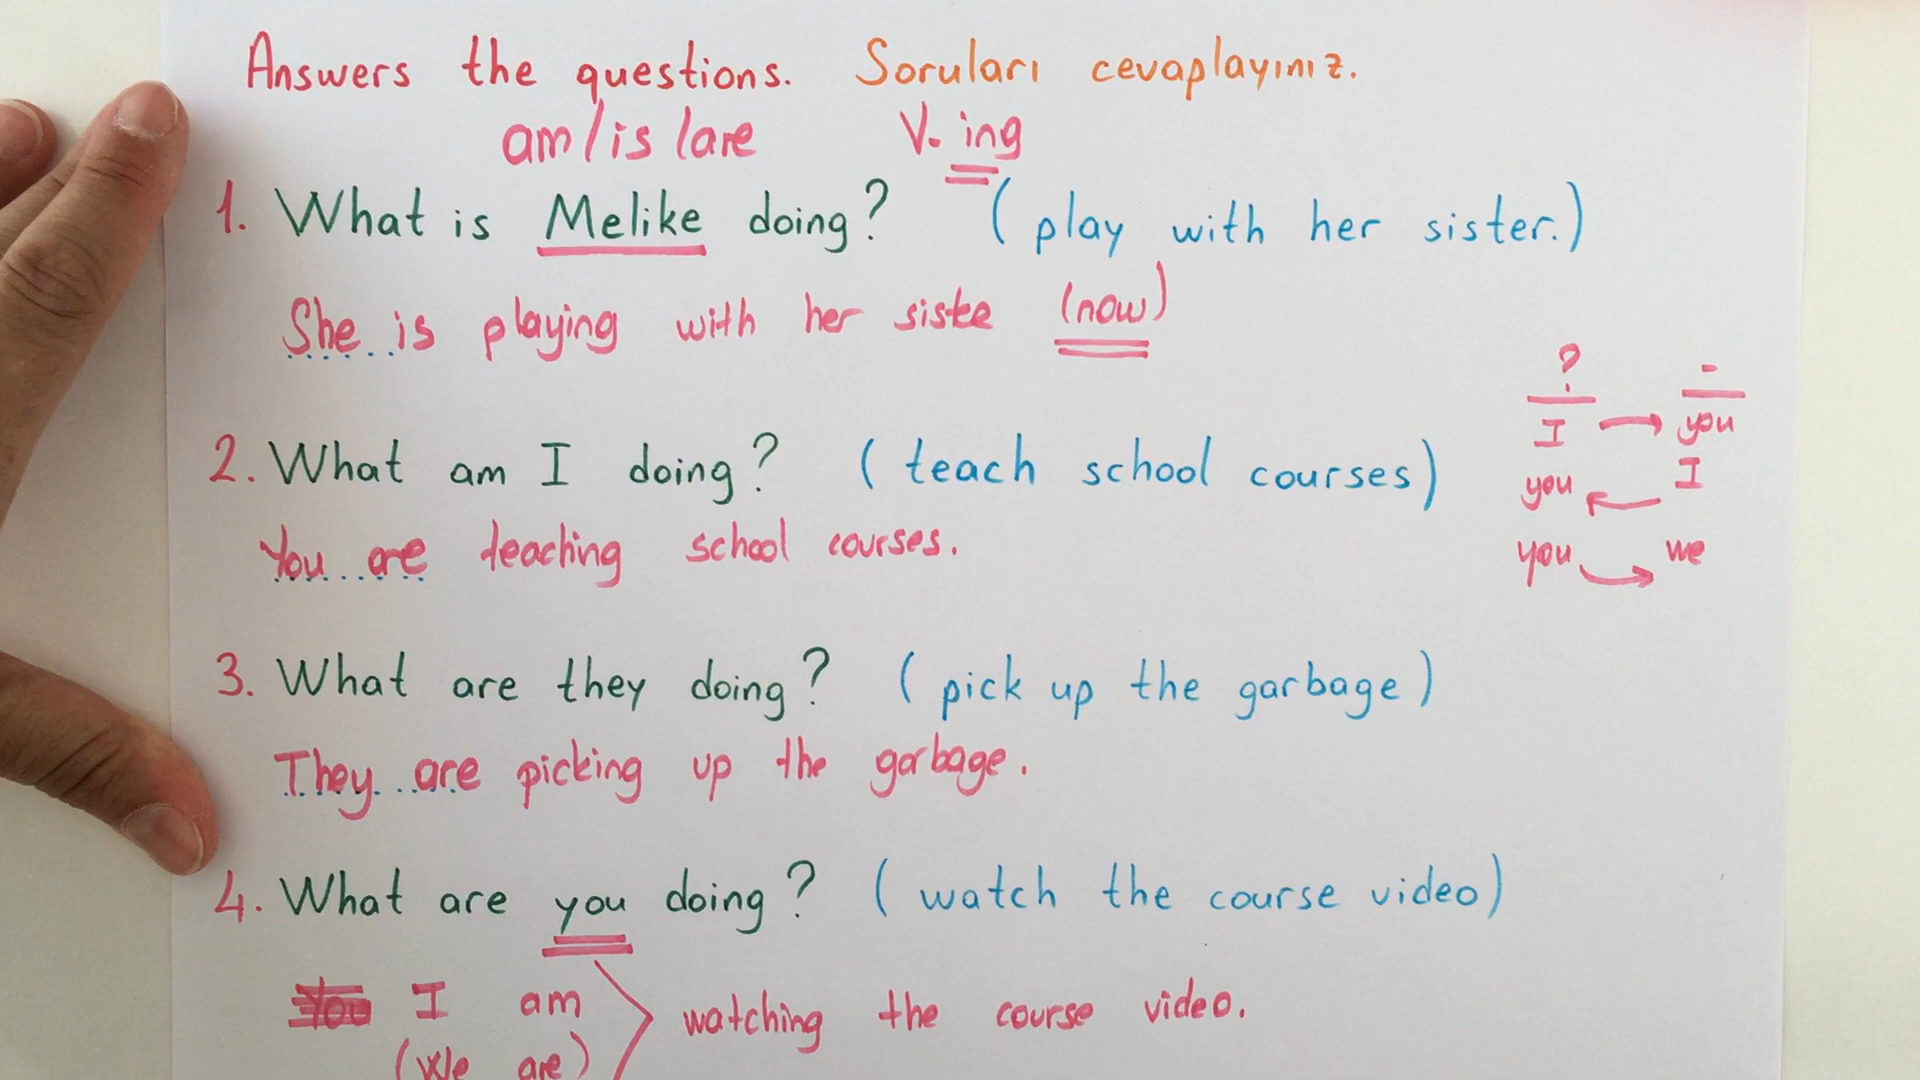 Answers the questions. Soruları cevaplayınız.
am/is/are V. ing
1. What is Melike doing? (play with her sister.)
She is playing with her siste (now)
? -
I → you
2. What am I doing? (teach school courses)
you ← I
You are teaching school courses.
you → we
3. What are they doing? (pick up the garbage)
They are picking up the garbage.
4. What are you doing? (watch the course video)
You I am watching the course video.
(We are)